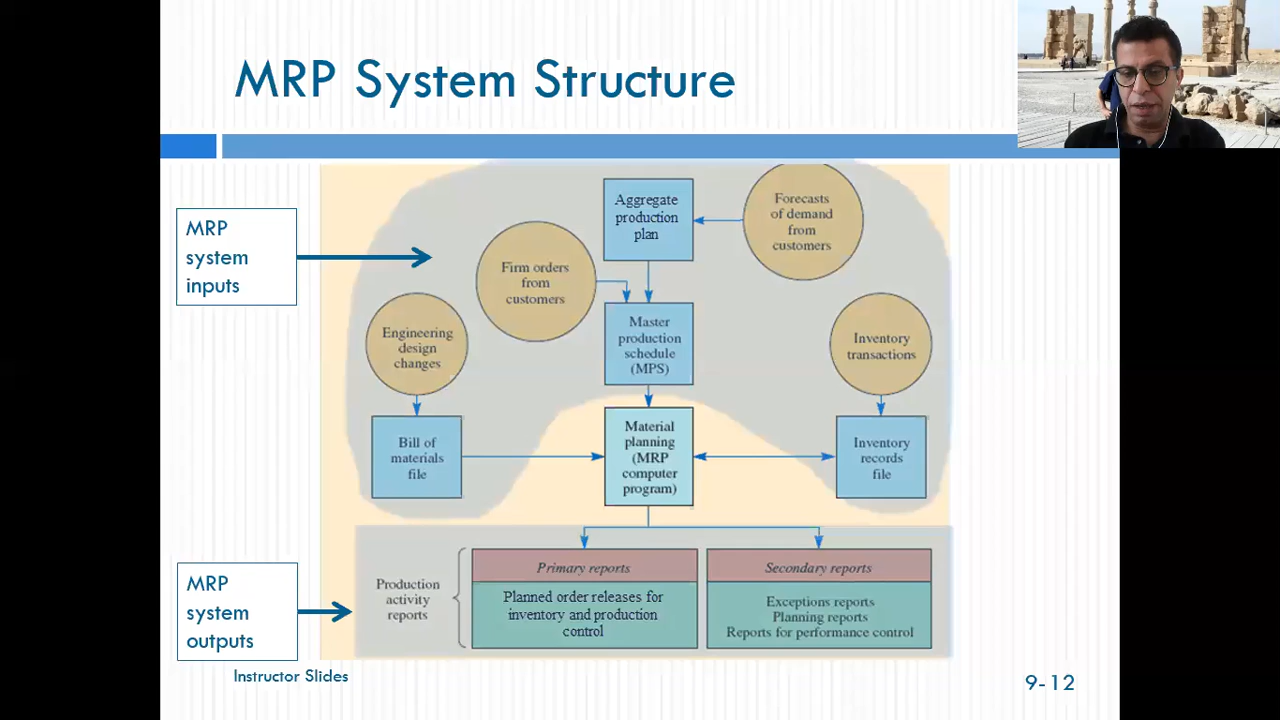 MRP System Structure
MRP
system
inputs
Aggregate
production
plan
Forecasts
of demand
from
customers
Firm orders
from
customers
Engineering
design
changes
Master
production
schedule
(MPS)
Inventory
transactions
Bill of
materials
file
Material
planning
(MRP
computer
program)
Inventory
records
file
MRP
system
outputs
Production
activity
reports
Primary reports
Planned order releases for
inventory and production
control
Secondary reports
Exceptions reports
Planning reports
Reports for performance control
Instructor Slides
9-12